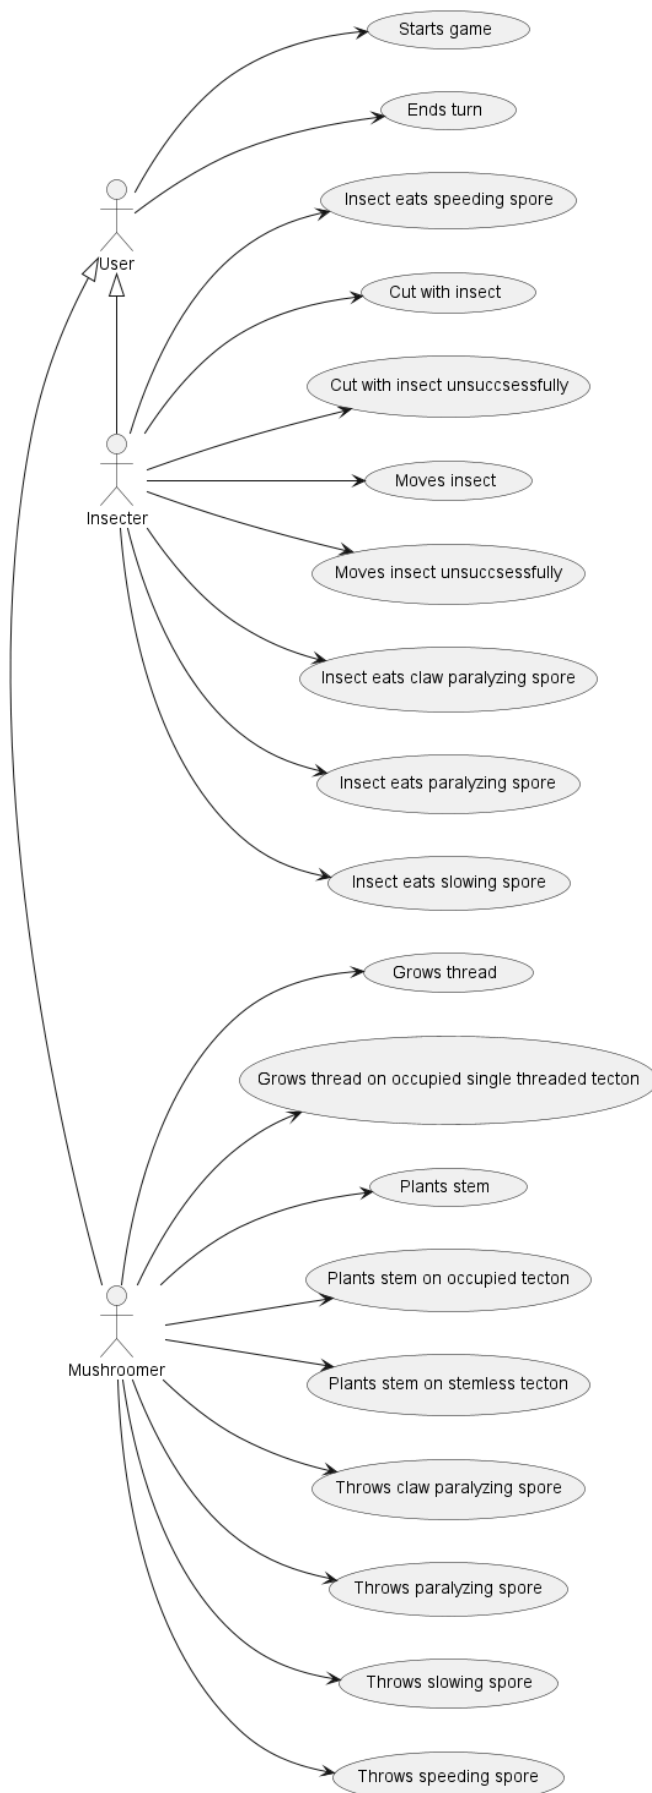 Starts game
Ends turn
User
Insect eats speeding spore
Cut with insect
Cut with insect unsuccsessfully
Moves insect
Insecter
Moves insect unsuccsessfully
Insect eats claw paralyzing spore
Insect eats paralyzing spore
Insect eats slowing spore
Grows thread
Grows thread on occupied single threaded tecton
Plants stem
Plants stem on occupied tecton
Mushroomer
Plants stem on stemless tecton
Throws claw paralyzing spore
Throws paralyzing spore
Throws slowing spore
Throws speeding spore